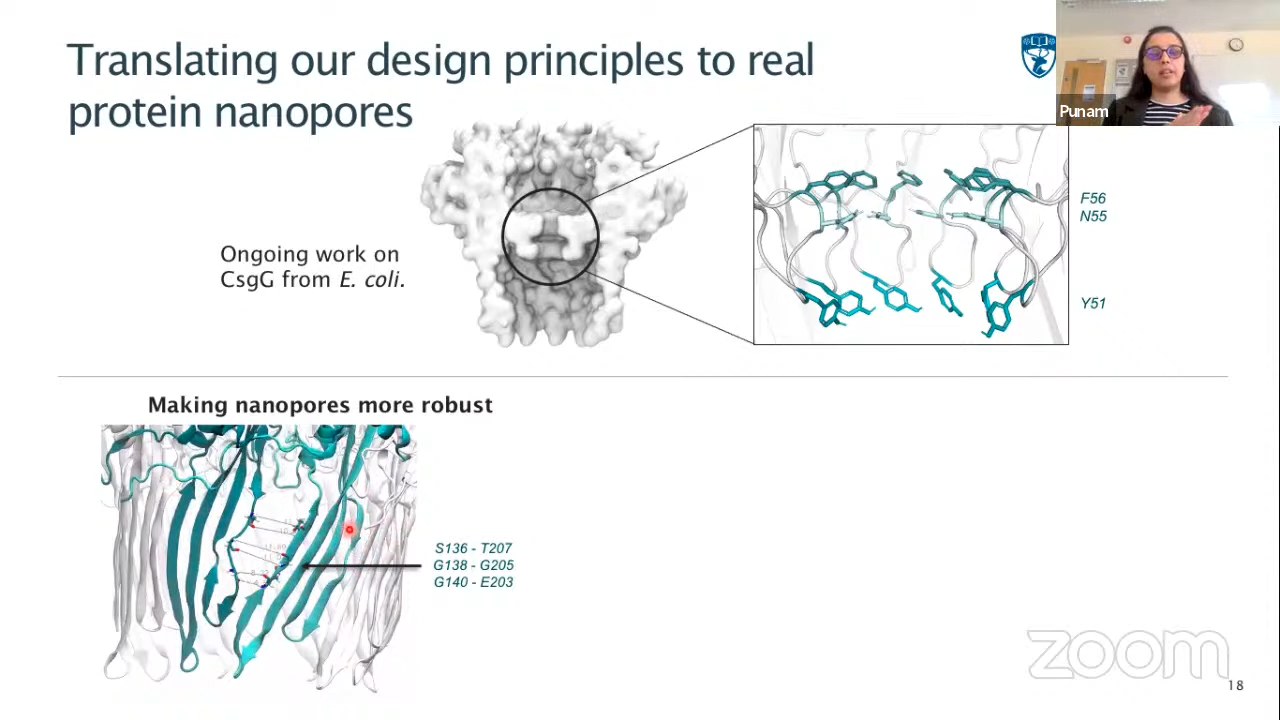 Translating our design principles to real
protein nanopores
Punam
F56
N55
Ongoing work on
CsgG from E. coli.
Y51
Making nanopores more robust
S136 - T207
G138 - G205
G140 - E203
zoom
18